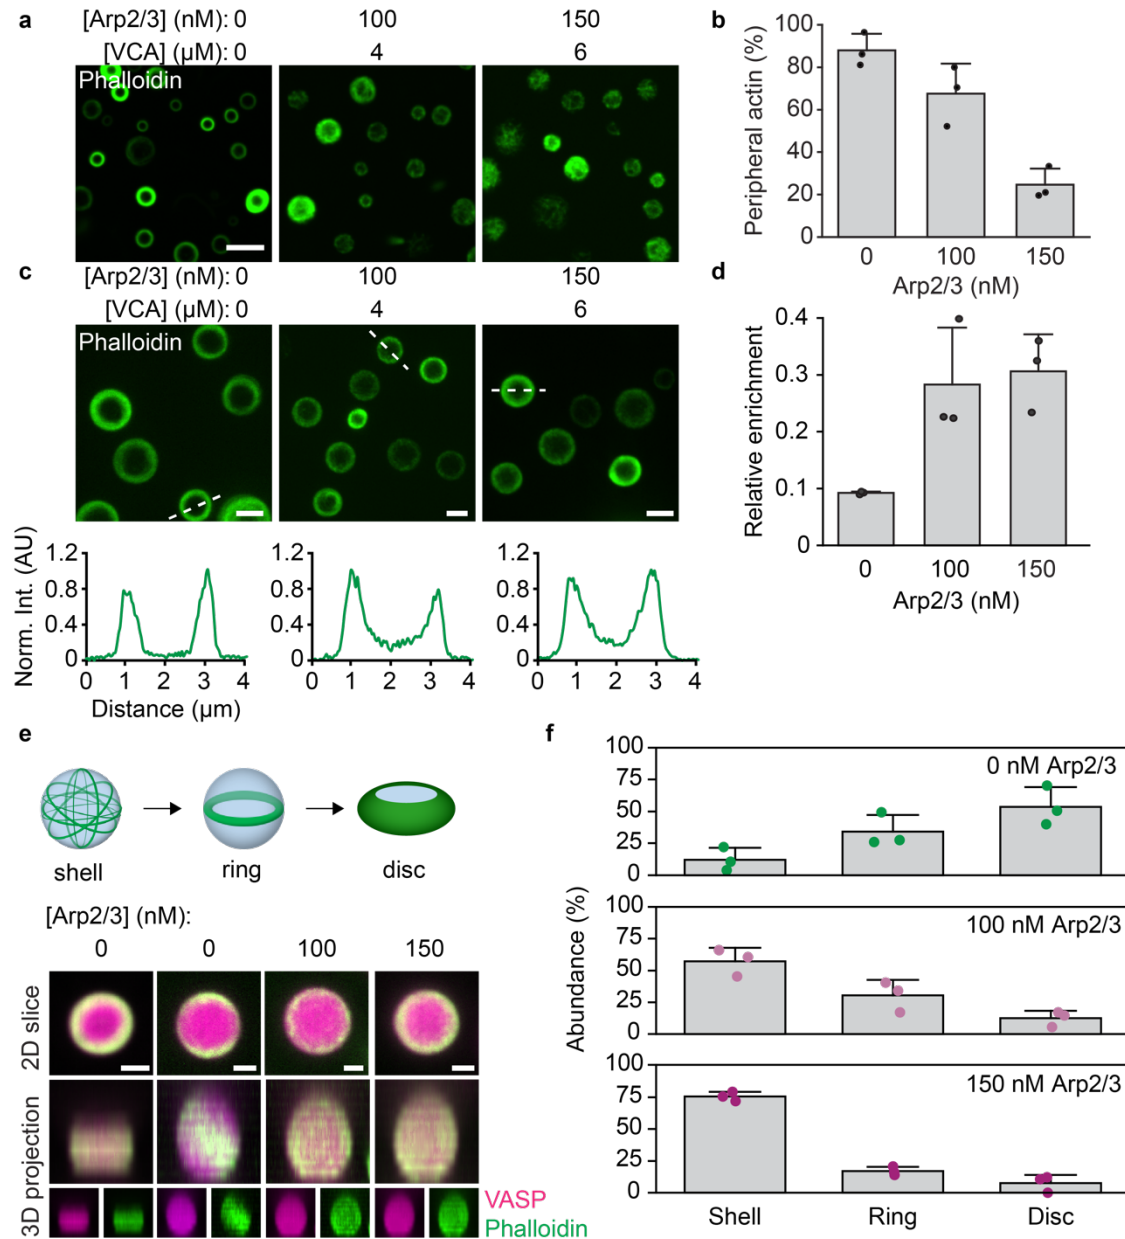 a
[Arp2/3] (nM): 0 100 150
[VCA] (µM): 0 4 6
Phalloidin
b
Peripheral actin (%)
100
80
60
40
20
0
0 100 150
Arp2/3 (nM)
c
[Arp2/3] (nM): 0 100 150
[VCA] (µM): 0 4 6
Phalloidin
Norm. Int. (AU)
1.2 1.2 1.2
0.8 0.8 0.8
0.4 0.4 0.4
0 0 0
0 1 2 3 4 0 1 2 3 4 0 1 2 3 4
Distance (µm)
d
Relative enrichment
0.4
0.3
0.2
0.1
0
0 100 150
Arp2/3 (nM)
e
shell ring disc
[Arp2/3] (nM):
0 0 100 150
2D slice
3D projection
VASP
Phalloidin
f
Abundance (%)
100
75
50
25
0
0 nM Arp2/3
100
75
50
25
0
100 nM Arp2/3
100
75
50
25
0
150 nM Arp2/3
Shell Ring Disc